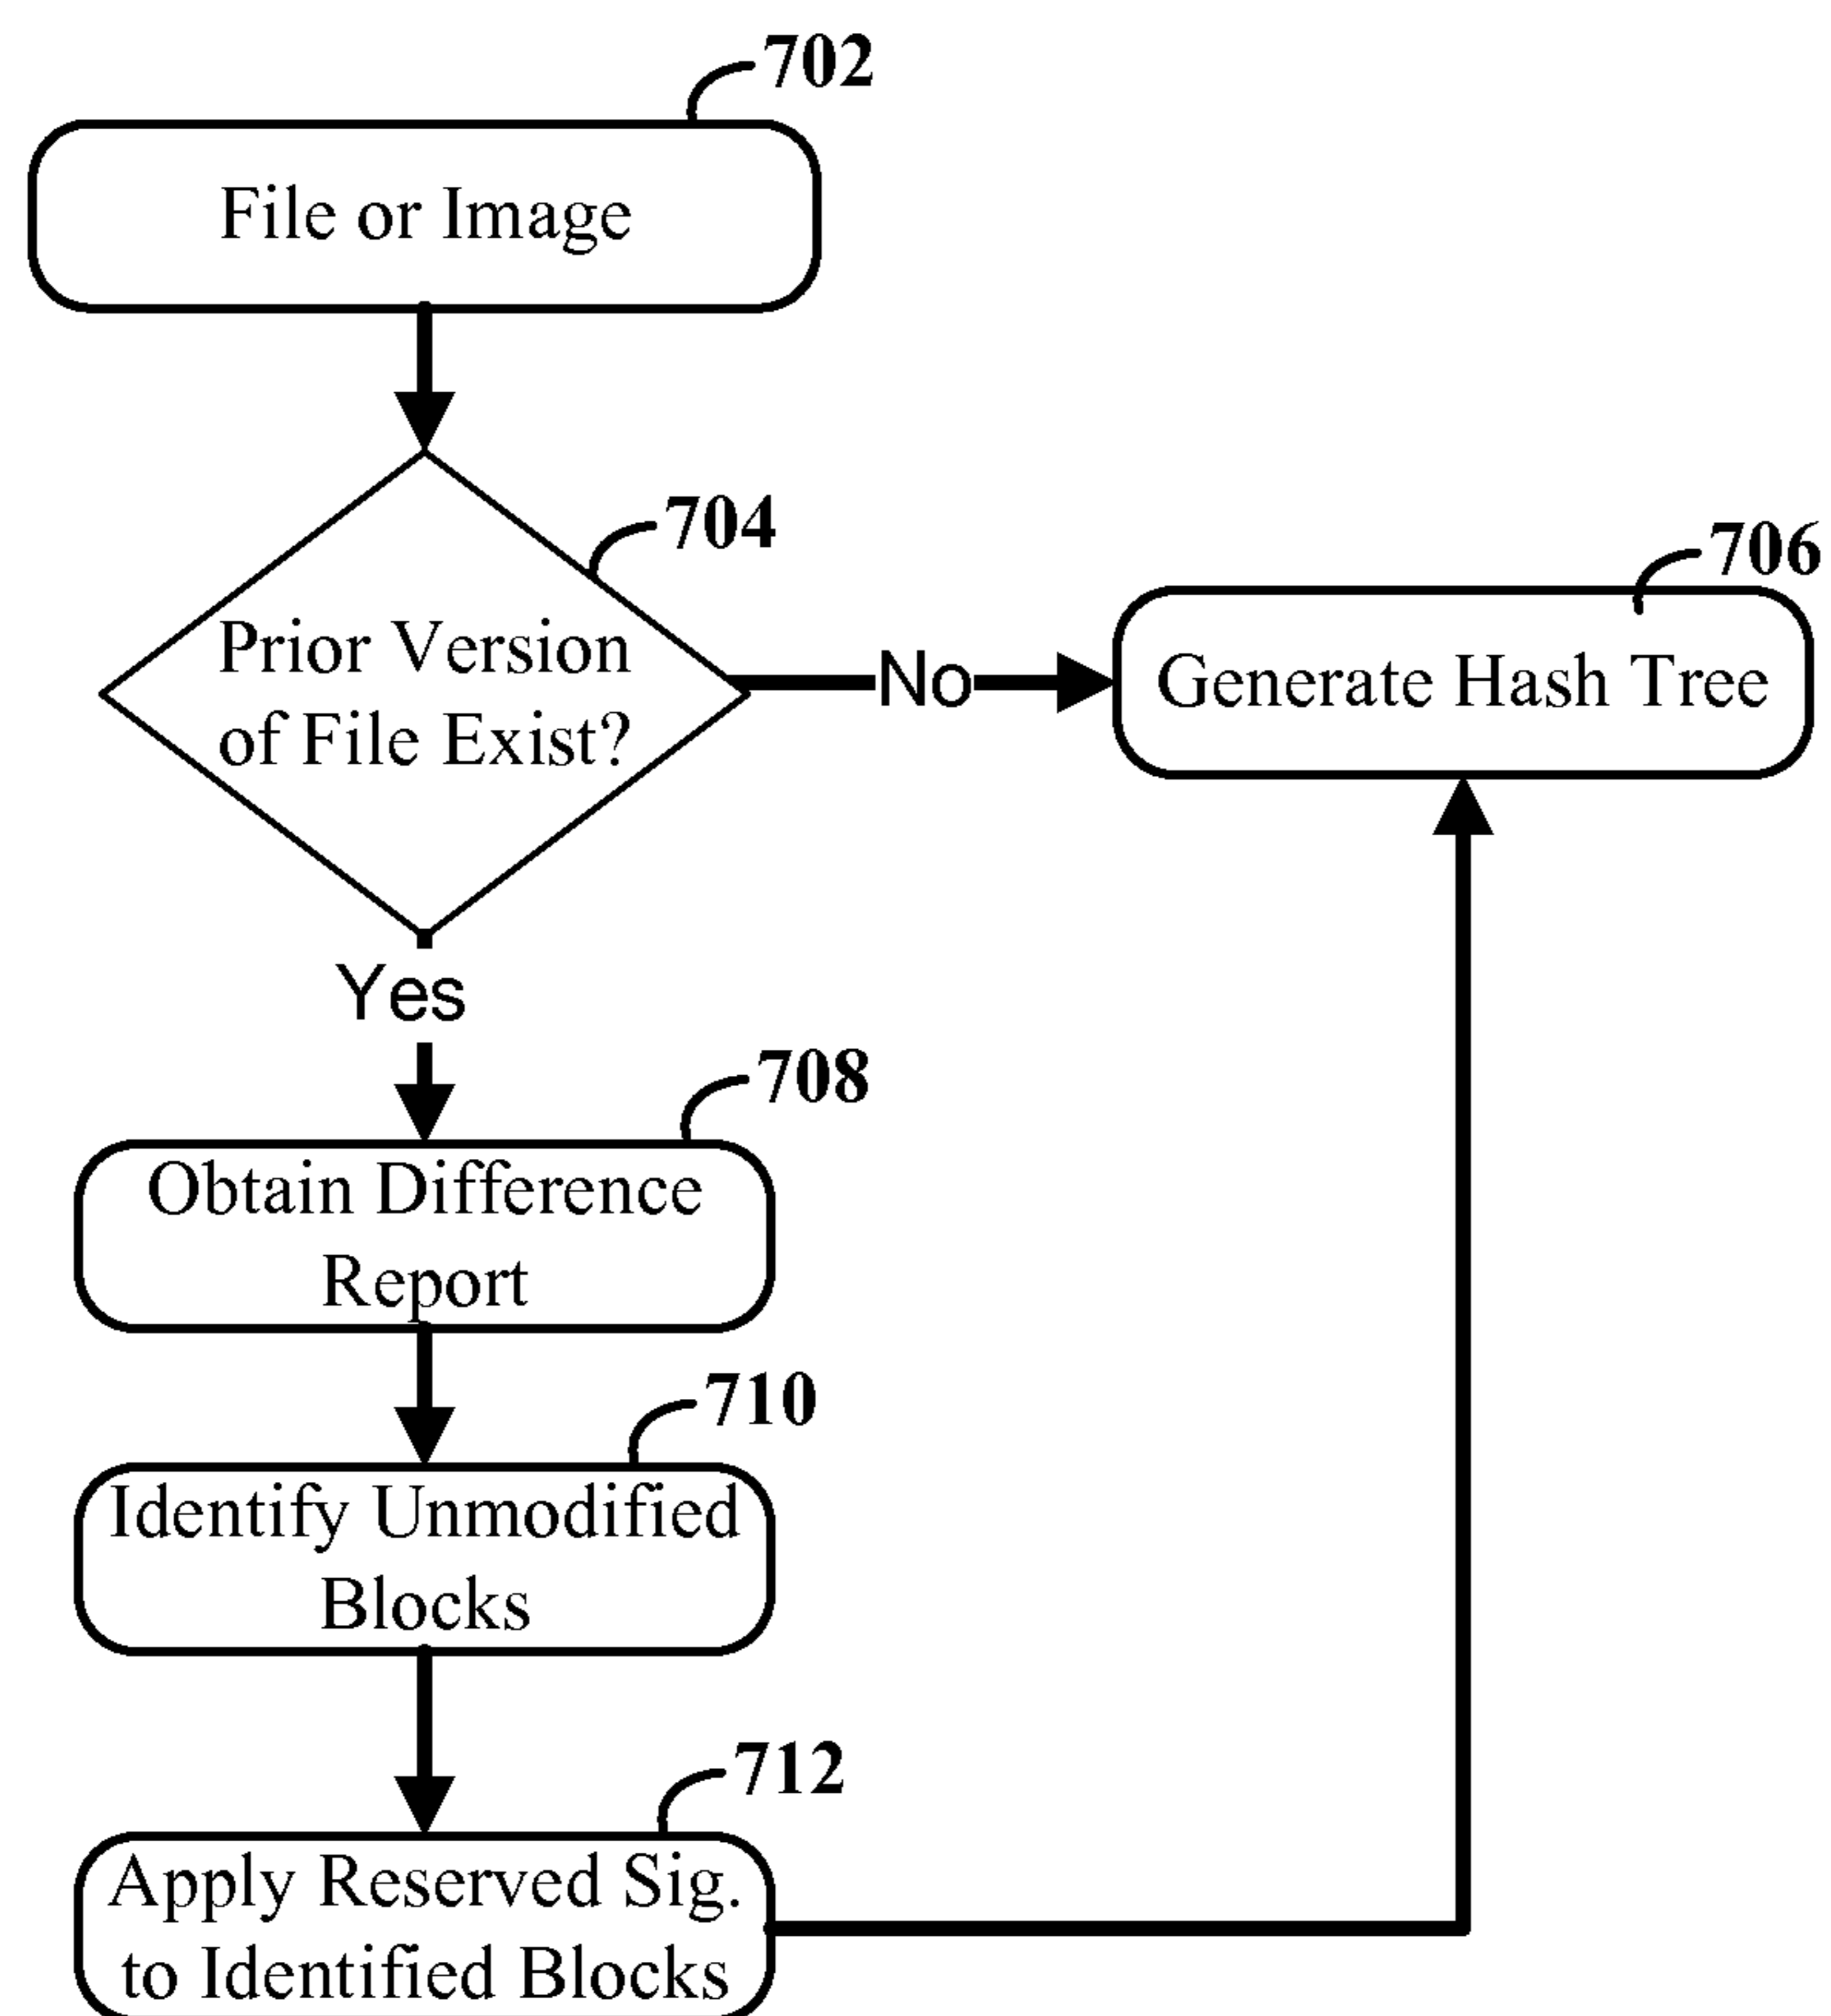 702
File or Image
704
Prior Version
of File Exist?
No
706
Generate Hash Tree
Yes
708
Obtain Difference
Report
710
Identify Unmodified
Blocks
712
Apply Reserved Sig.
to Identified Blocks